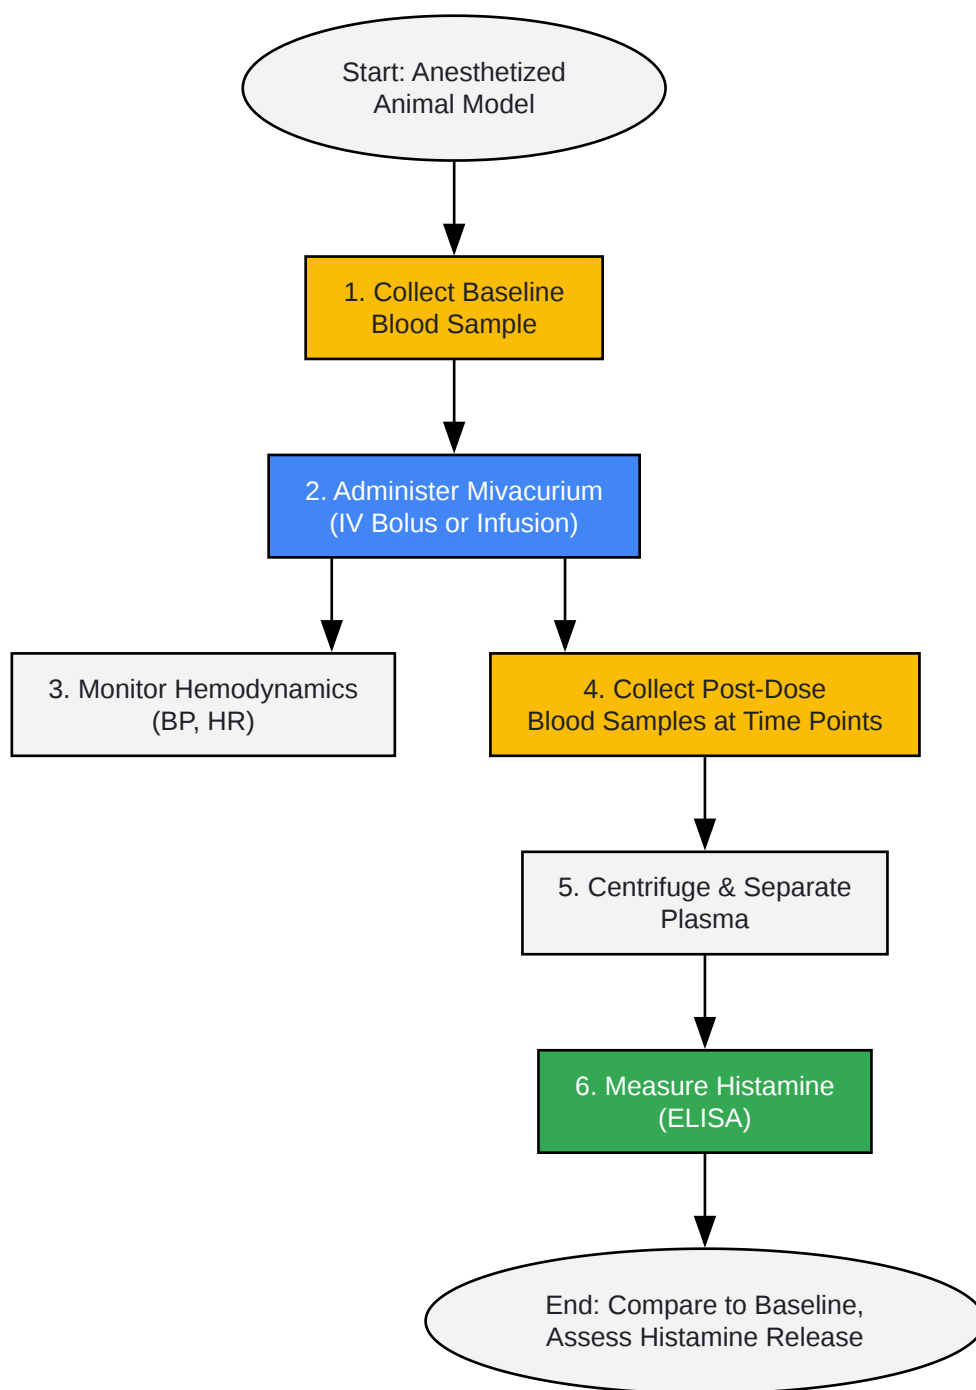 Start: Anesthetized
Animal Model
1. Collect Baseline
Blood Sample
2. Administer Mivacurium
(IV Bolus or Infusion)
3. Monitor Hemodynamics
(BP, HR)
4. Collect Post-Dose
Blood Samples at Time Points
5. Centrifuge & Separate
Plasma
6. Measure Histamine
(ELISA)
End: Compare to Baseline,
Assess Histamine Release